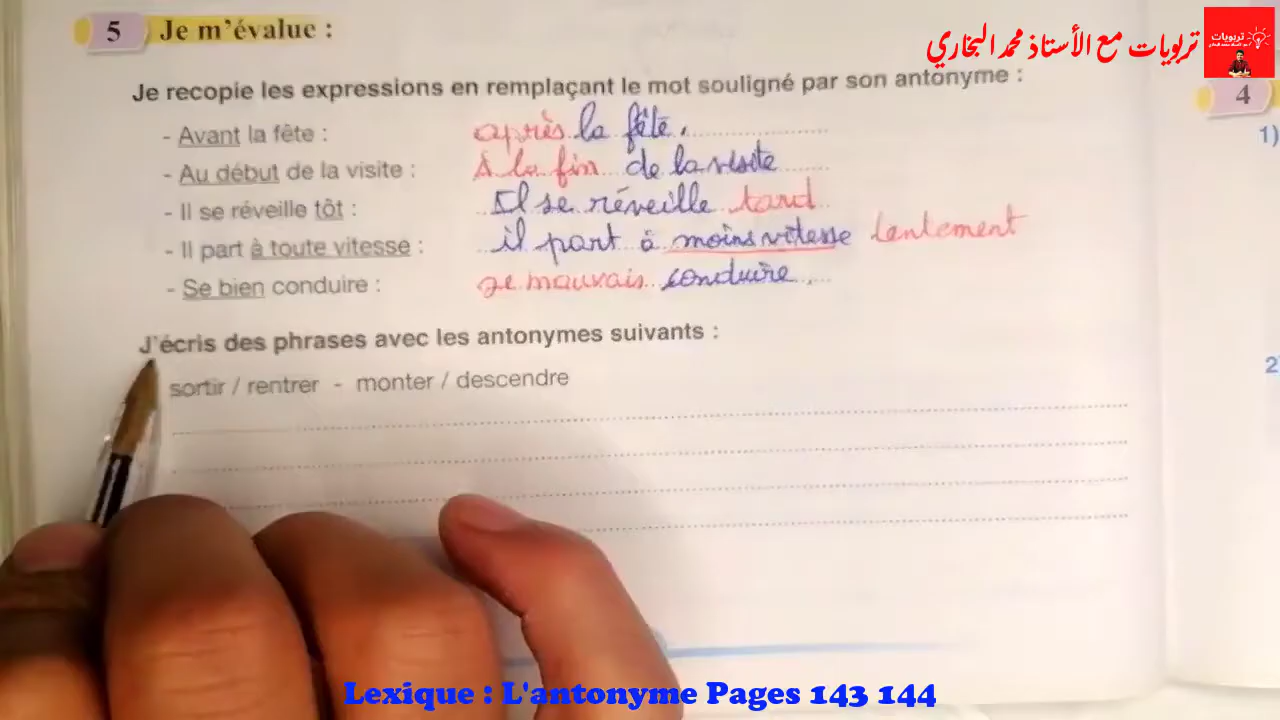 5 Je m'évalue :
تربويات مع الأستاذ محمد البخاري
تربويات
Je recopie les expressions en remplaçant le mot souligné par son antonyme :
- Avant la fête : après la fête.
- Au début de la visite : À la fin de la visite
- Il se réveille tôt : Il se réveille tard
- Il part à toute vitesse : il part à moins vitesse lentement
- Se bien conduire : se mauvais conduire.
J'écris des phrases avec les antonymes suivants :
sortir / rentrer - monter / descendre
4
1)
2
Lexique : L'antonyme Pages 143 144